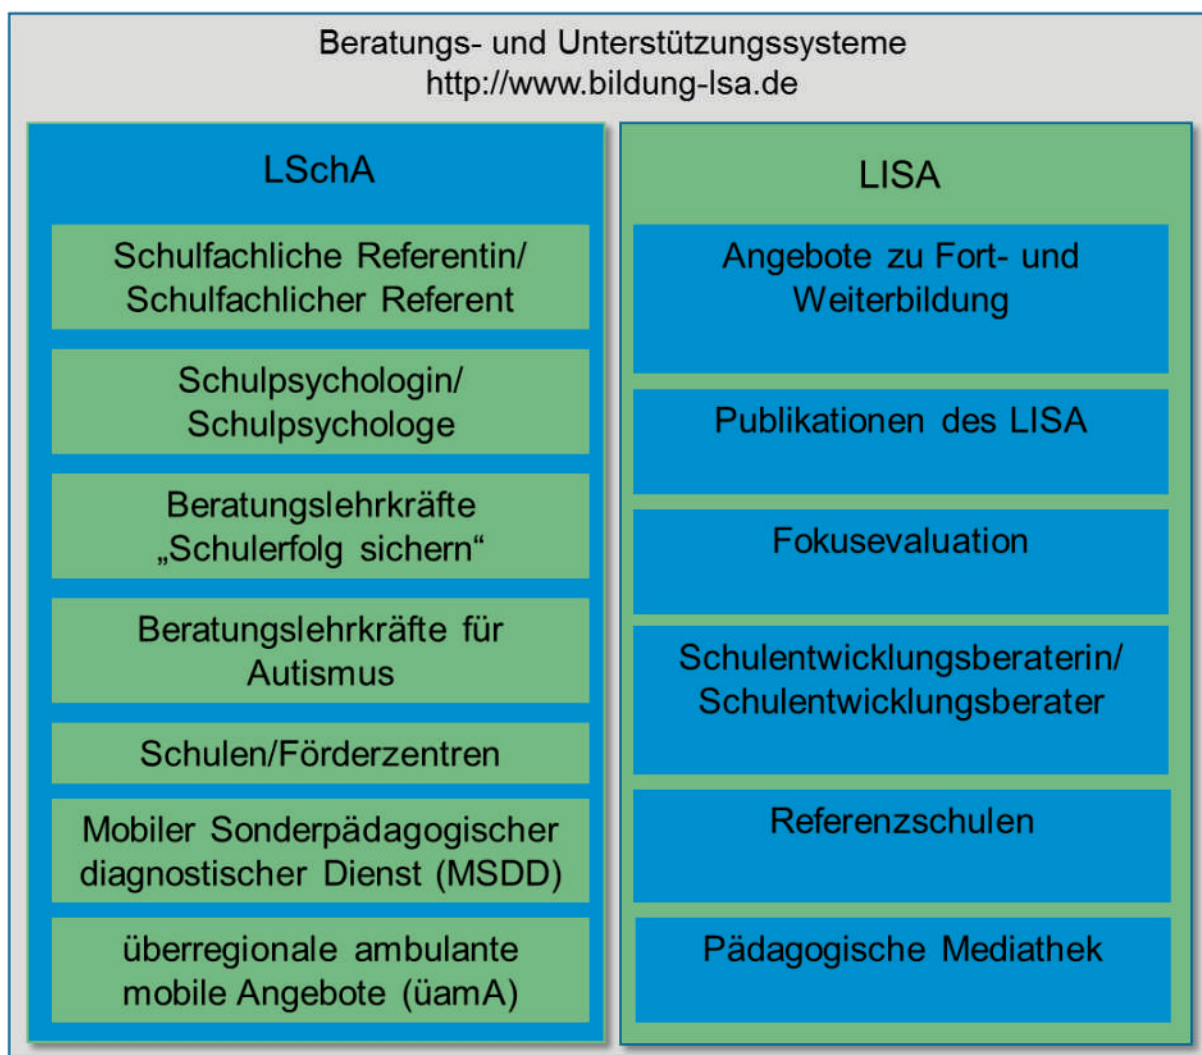 Beratungs- und Unterstützungssysteme
http://www.bildung-lsa.de
LSchA
Schulfachliche Referentin/
Schulfachlicher Referent
Schulpsychologin/
Schulpsychologe
Beratungslehrkräfte
„Schulerfolg sichern“
Beratungslehrkräfte für
Autismus
Schulen/Förderzentren
Mobiler Sonderpädagogischer
diagnostischer Dienst (MSDD)
überregionale ambulante
mobile Angebote (üamA)
LISA
Angebote zu Fort- und
Weiterbildung
Publikationen des LISA
Fokusevaluation
Schulentwicklungsberaterin/
Schulentwicklungsberater
Referenzschulen
Pädagogische Mediathek